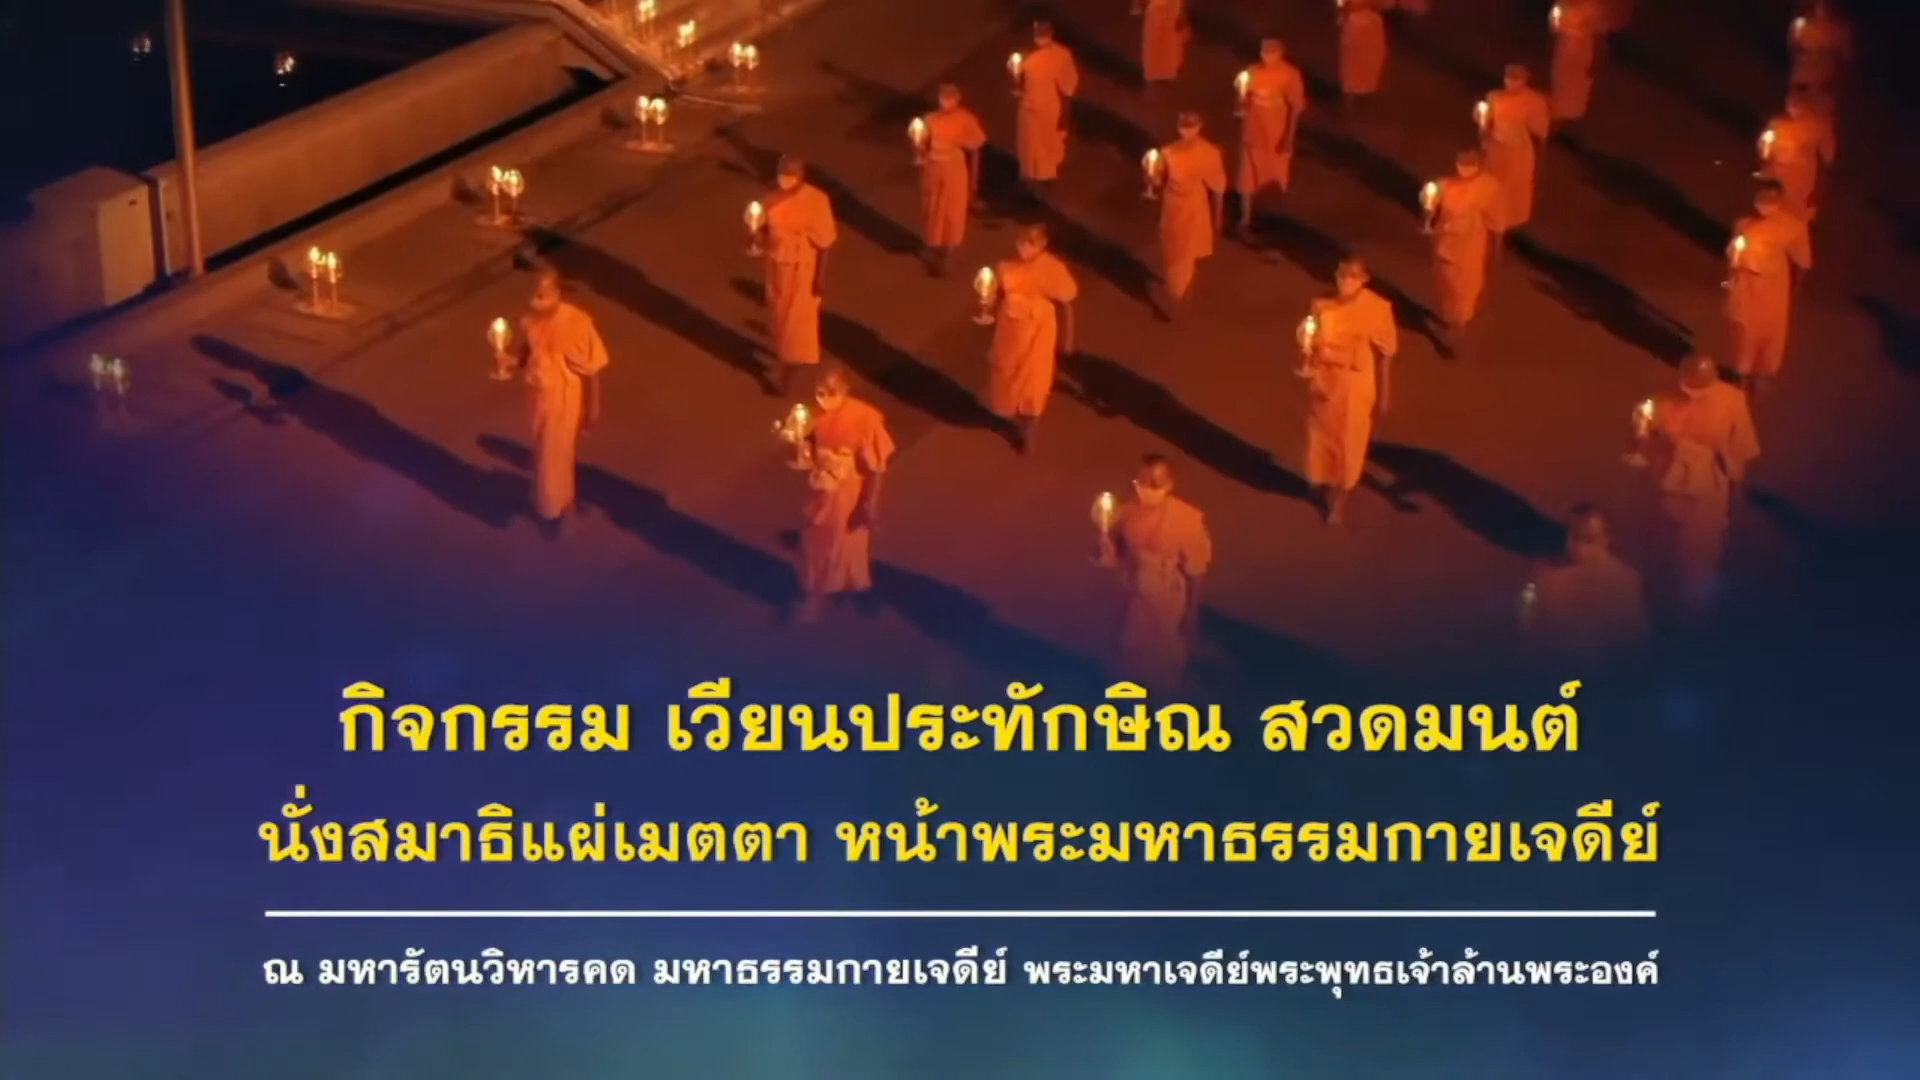 กิจกรรม เวียนประทักษิณ สวดมนต์
นั่งสมาธิแผ่เมตตา หน้าพระมหาธรรมกายเจดีย์
ณ มหารัตนวิหารคด มหาธรรมกายเจดีย์ พระมหาเจดีย์พระพุทธเจ้าล้านพระองค์